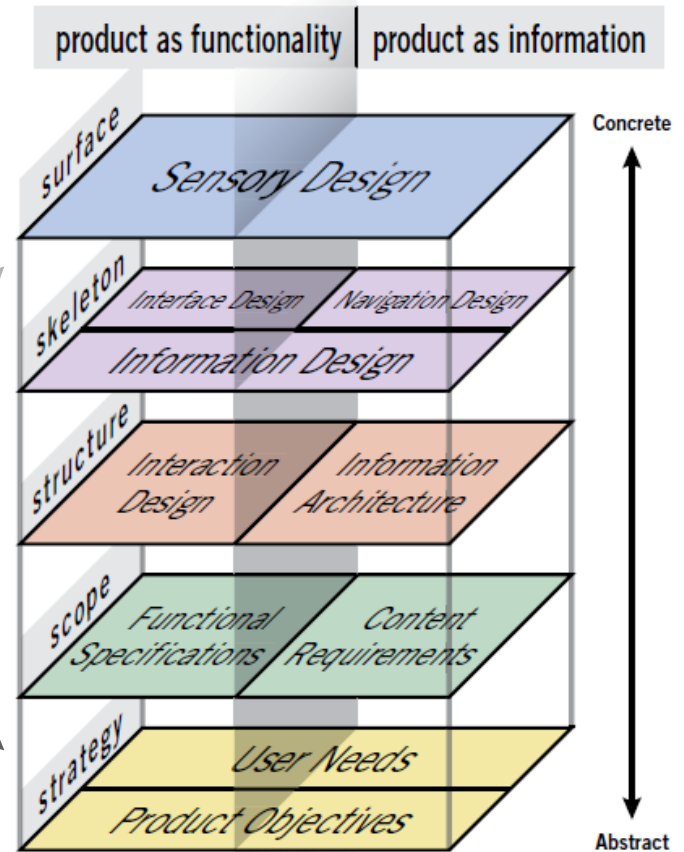 product as functionality | product as information
Concrete
surface
Sensory Design
skeleton
Interface Design
Navigation Design
Information Design
structure
Interaction
Design
Information
Architecture
scope
Functional
Specifications
Content
Requirements
strategy
User Needs
Product Objectives
Abstract